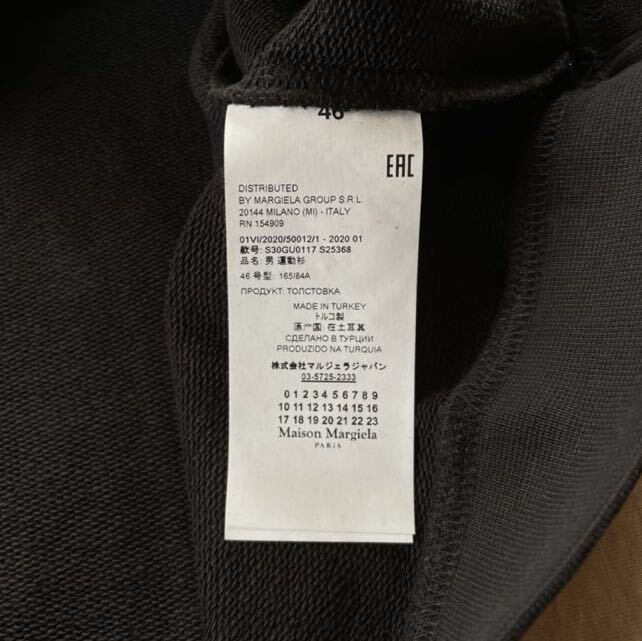 46
EAC
DISTRIBUTED
BY MARGIELA GROUP S.R.L.
20144 MILANO (MI) - ITALY
RN 154909
01VI/2020/50012/1 - 2020 01
款号: S30GU0117 S25368
品名: 男 運動衫
46 号型: 165/84A
ПРОДУКТ: ТОЛСТОВКА
MADE IN TURKEY
トルコ製
原产国: 在土耳其
СДЕЛАНО В ТУРЦИИ
PRODUZIDO NA TURQUIA
株式会社マルジェラジャパン
03-5725-2333
0 1 2 3 4 5 6 7 8 9
10 11 12 13 14 15 16
17 18 19 20 21 22 23
Maison Margiela
PARIS